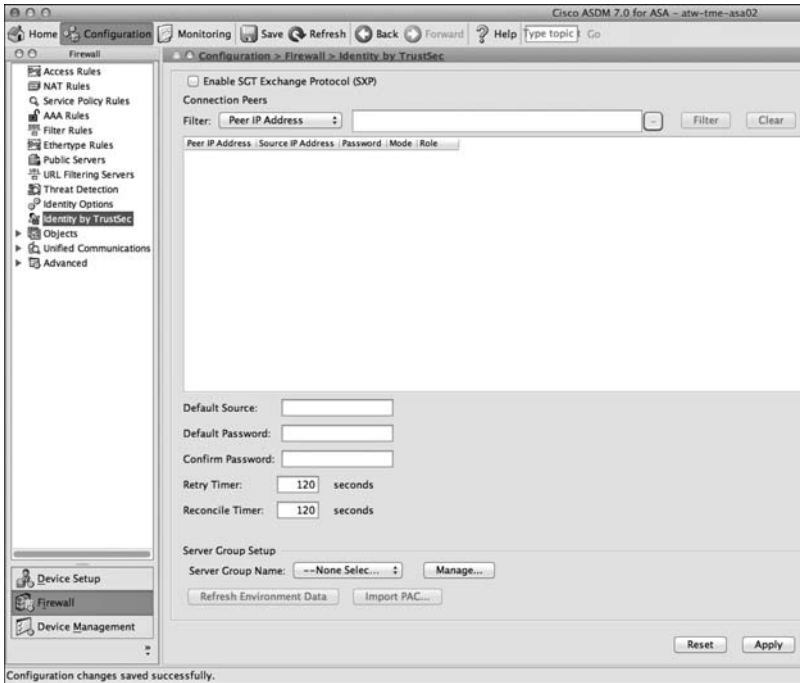 Cisco ASDM 7.0 for ASA - atw-tme-asa02
Home Configuration Monitoring Save Refresh Back Forward Help Type topic Go
Firewall
Configuration > Firewall > Identity by TrustSec
Access Rules
NAT Rules
Service Policy Rules
AAA Rules
Filter Rules
Ethertype Rules
Public Servers
URL Filtering Servers
Threat Detection
Identity Options
Identity by TrustSec
Objects
Unified Communications
Advanced
Device Setup
Firewall
Device Management
Enable SGT Exchange Protocol (SXP)
Connection Peers
Filter: Peer IP Address Filter Clear
Peer IP Address Source IP Address Password Mode Role
Default Source:
Default Password:
Confirm Password:
Retry Timer: 120 seconds
Reconcile Timer: 120 seconds
Server Group Setup
Server Group Name: --None Selec... Manage...
Refresh Environment Data Import PAC...
Reset Apply
Configuration changes saved successfully.